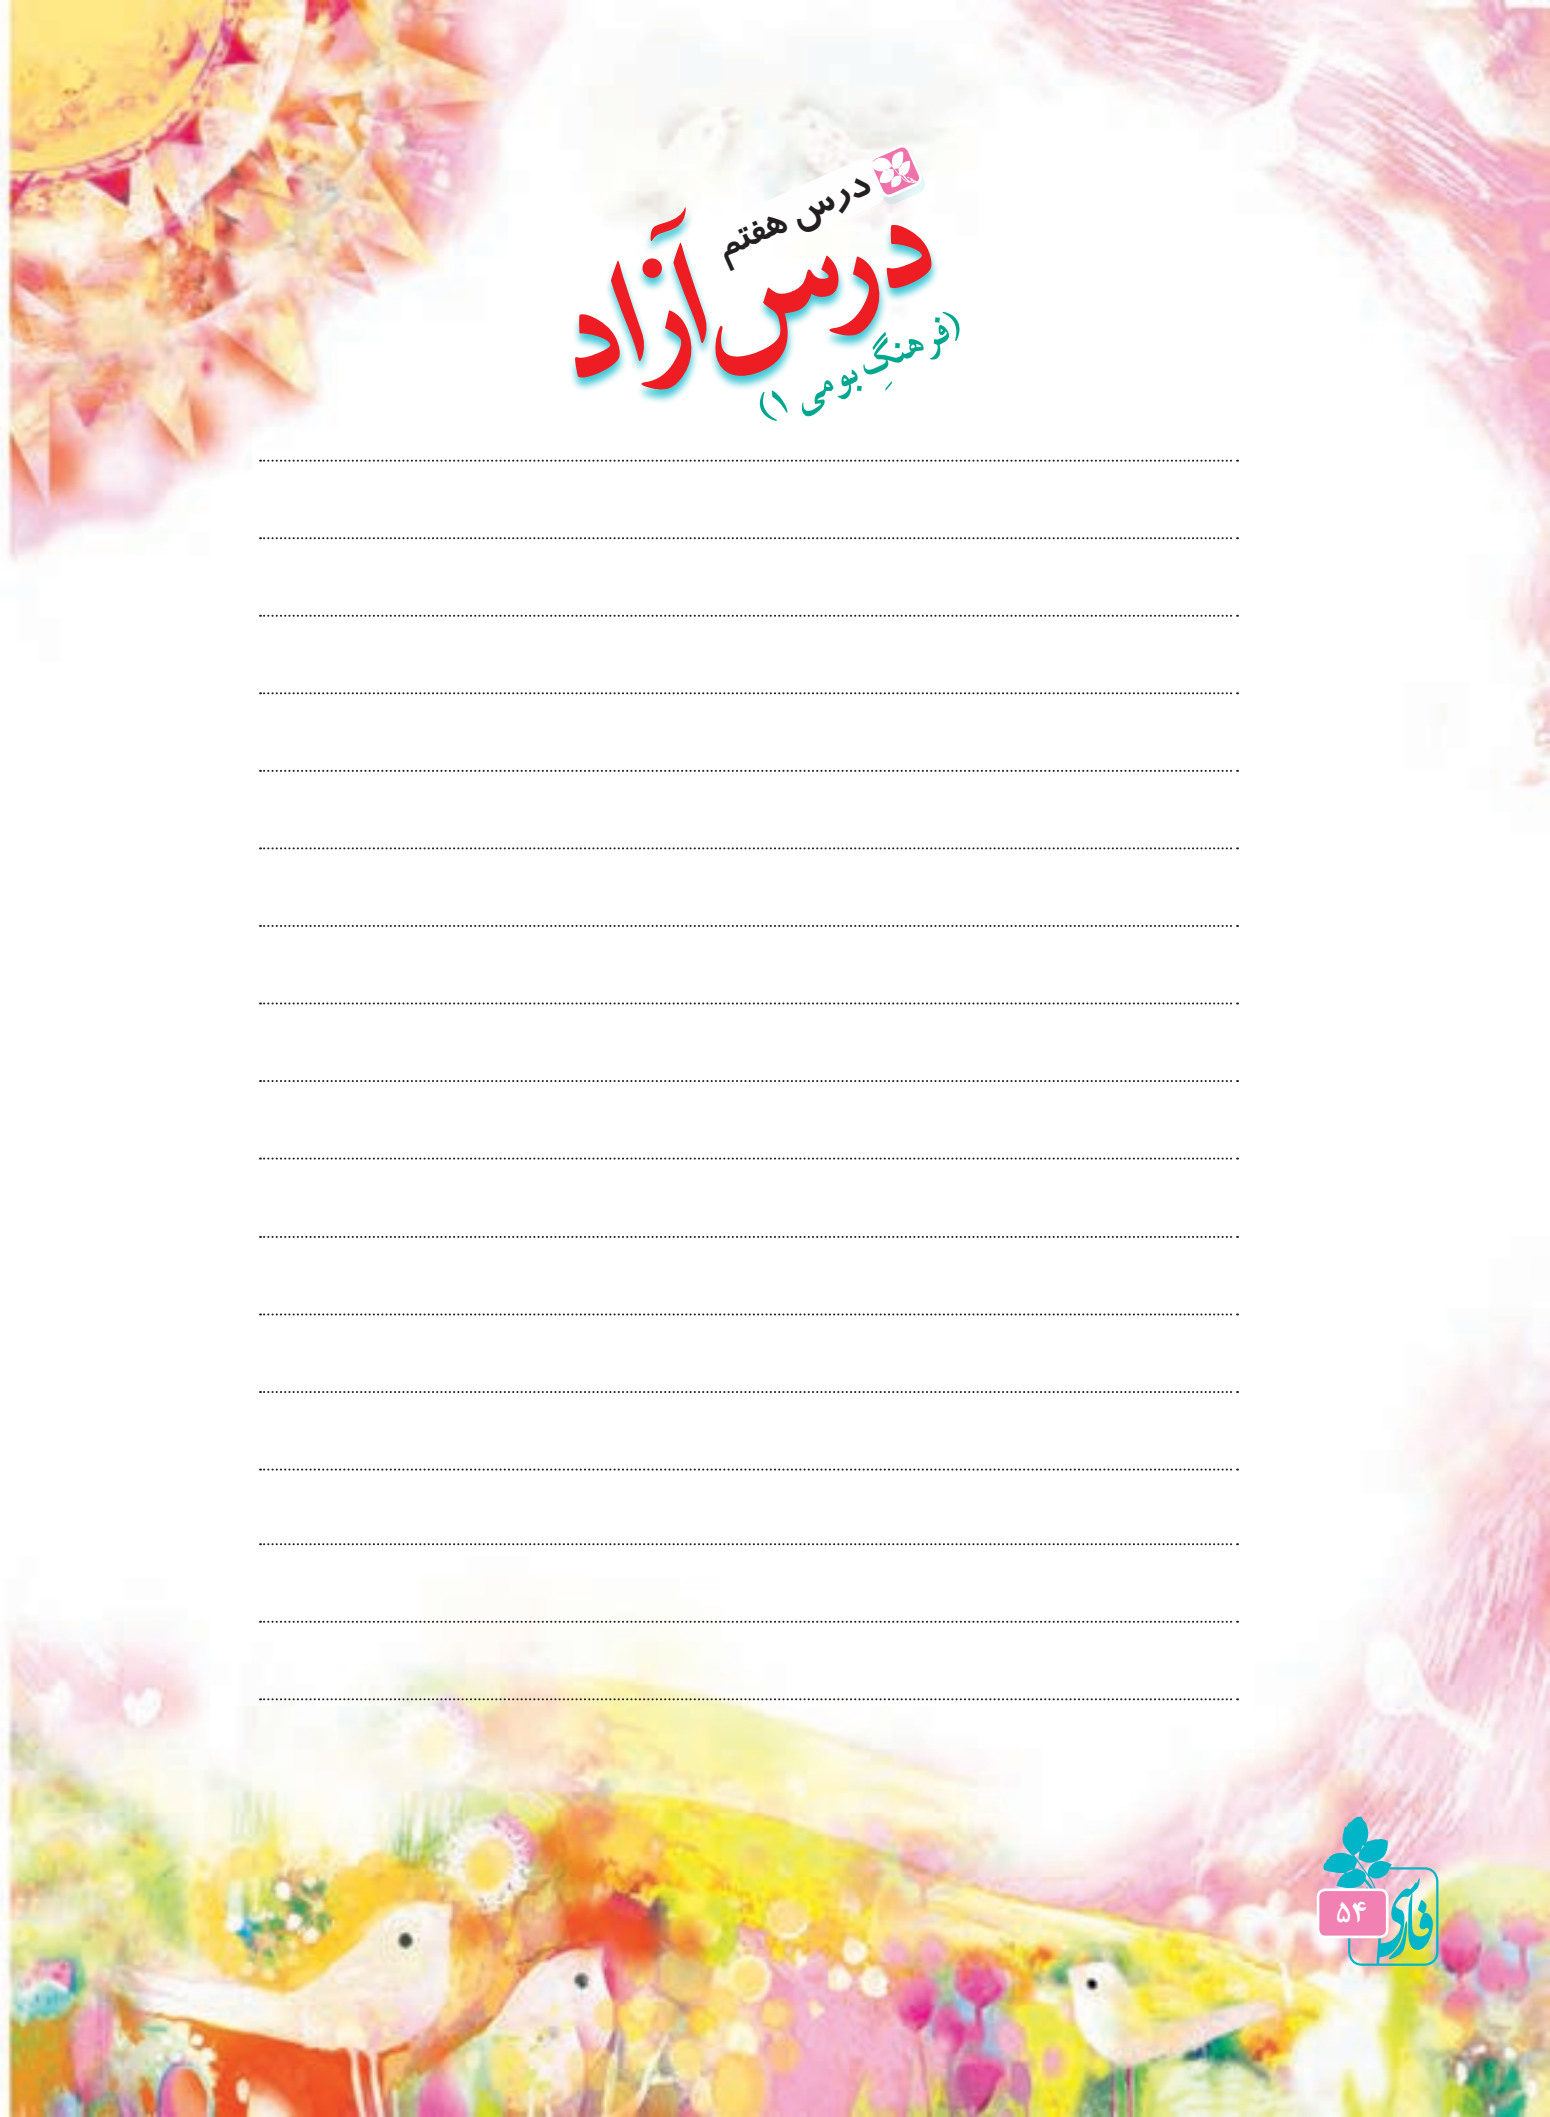 درس هفتم
درس آزاد
(فرهنگِ بومی ۱)
فارسی
۵۴